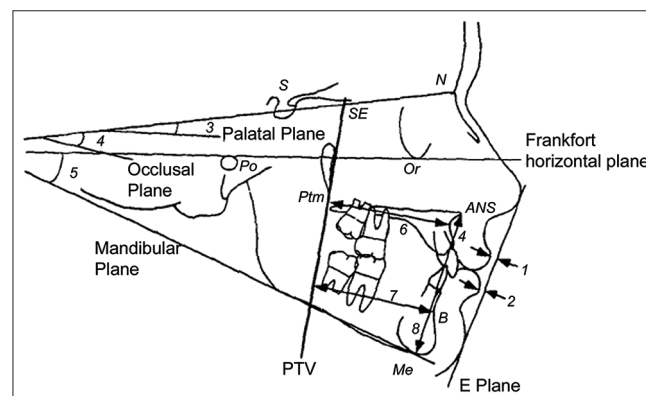 N
S
SE
3
Palatal Plane
4
Frankfort
horizontal plane
5
Occlusal
Plane
Po
Or
Ptm
ANS
6
4
Mandibular
Plane
1
7
2
B
8
PTV
Me
E Plane